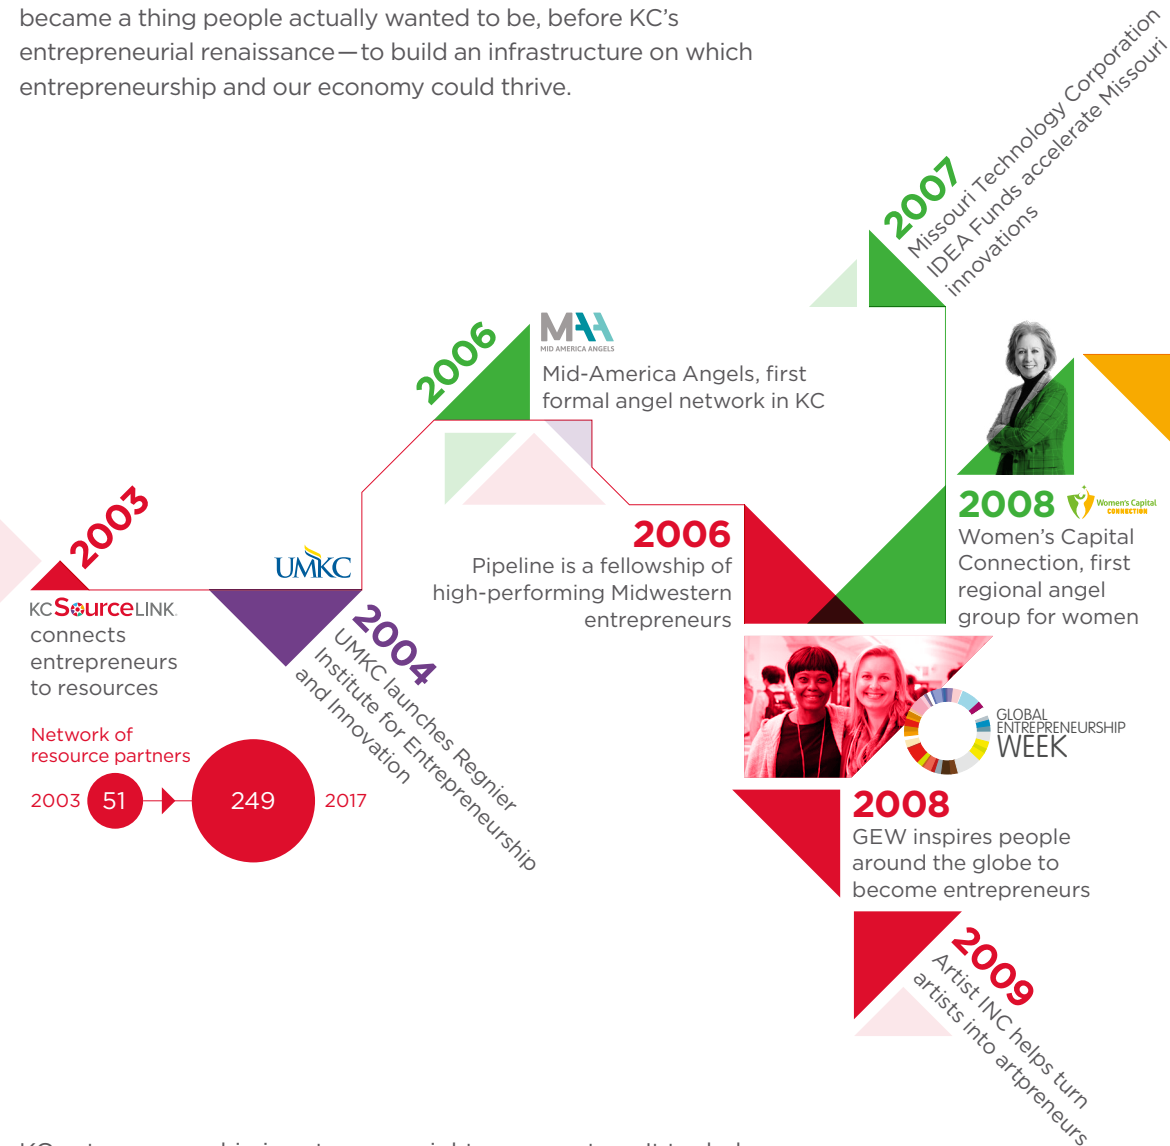 became a thing people actually wanted to be, before KC’s
entrepreneurial renaissance—to build an infrastructure on which
entrepreneurship and our economy could thrive.
2003
KCSourceLINK.
connects
entrepreneurs
to resources
Network of
resource partners
2003 51 249 2017
UMKC
2004
UMKC launches Regnier
Institute for Entrepreneurship
and Innovation
2006
MAA
MID AMERICA ANGELS
Mid-America Angels, first
formal angel network in KC
2006
Pipeline is a fellowship of
high-performing Midwestern
entrepreneurs
2007
Missouri Technology Corporation
IDEA Funds accelerate Missouri
innovations
2008
Women's Capital
CONNECTION
Women’s Capital
Connection, first
regional angel
group for women
GLOBAL
ENTREPRENEURSHIP
WEEK
2008
GEW inspires people
around the globe to
become entrepreneurs
2009
Artist INC helps turn
artists into artpreneurs